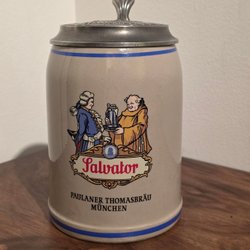 Salvator
PAULANER THOMASBRÄU
MÜNCHEN